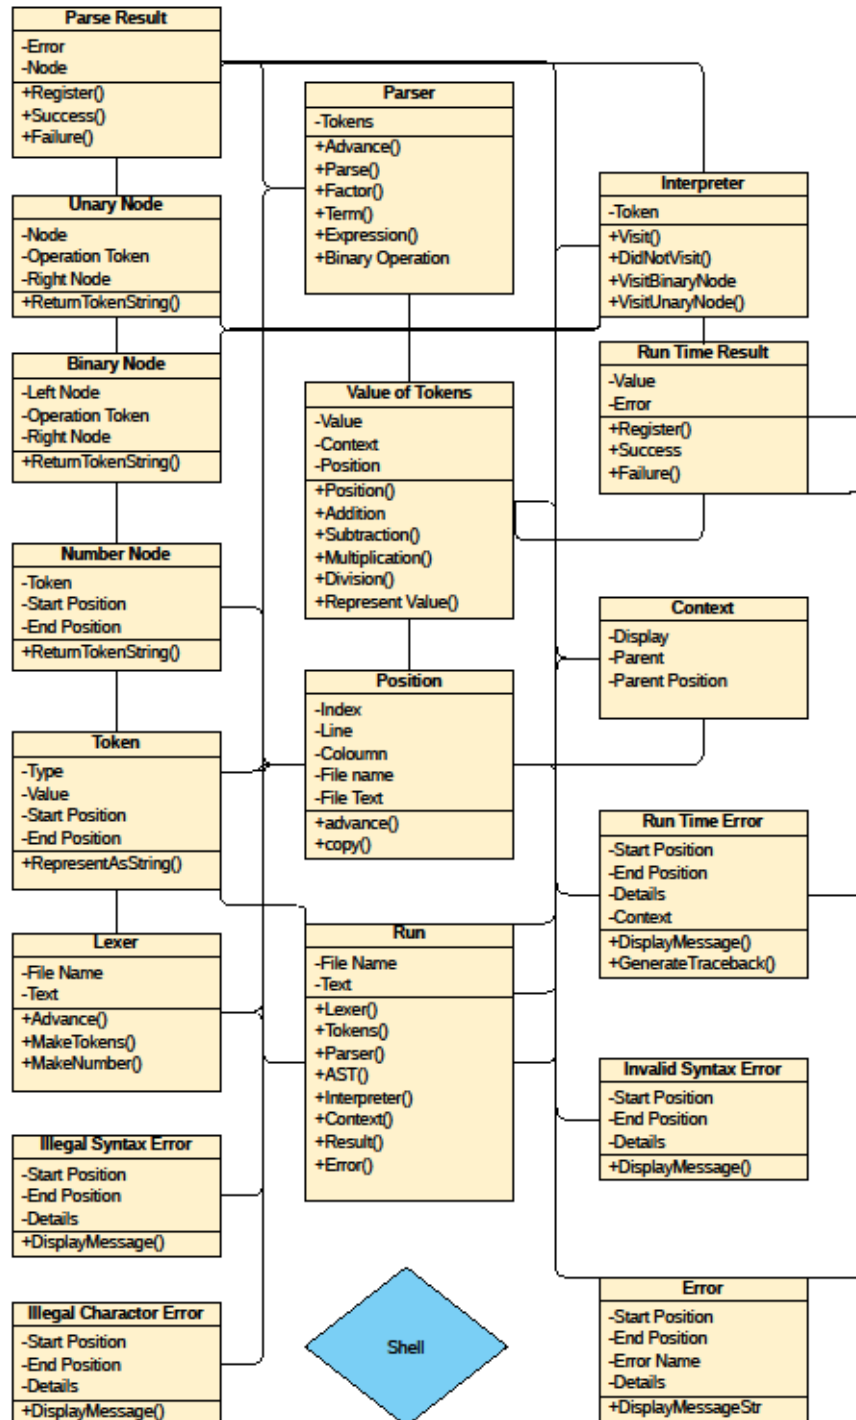 Parse Result
-Error
-Node
+Register()
+Success()
+Failure()
Unary Node
-Node
-Operation Token
-Right Node
+ReturnTokenString()
Binary Node
-Left Node
-Operation Token
-Right Node
+ReturnTokenString()
Number Node
-Token
-Start Position
-End Position
+ReturnTokenString()
Token
-Type
-Value
-Start Position
-End Position
+RepresentAsString()
Lexer
-File Name
-Text
+Advance()
+MakeTokens()
+MakeNumber()
Illegal Syntax Error
-Start Position
-End Position
-Details
+DisplayMessage()
Illegal Charactor Error
-Start Position
-End Position
-Details
+DisplayMessage()
Parser
-Tokens
+Advance()
+Parse()
+Factor()
+Term()
+Expression()
+Binary Operation
Value of Tokens
-Value
-Context
-Position
+Position()
+Addition
+Subtraction()
+Multiplication()
+Division()
+Represent Value()
Position
-Index
-Line
-Coloumn
-File name
-File Text
+advance()
+copy()
Run
-File Name
-Text
+Lexer()
+Tokens()
+Parser()
+AST()
+Interpreter()
+Context()
+Result()
+Error()
Shell
Interpreter
-Token
+Visit()
+DidNotVisit()
+VisitBinaryNode
+VisitUnaryNode()
Run Time Result
-Value
-Error
+Register()
+Success
+Failure()
Context
-Display
-Parent
-Parent Position
Run Time Error
-Start Position
-End Position
-Details
-Context
+DisplayMessage()
+GenerateTraceback()
Invalid Syntax Error
-Start Position
-End Position
-Details
+DisplayMessage()
Error
-Start Position
-End Position
-Error Name
-Details
+DisplayMessageStr